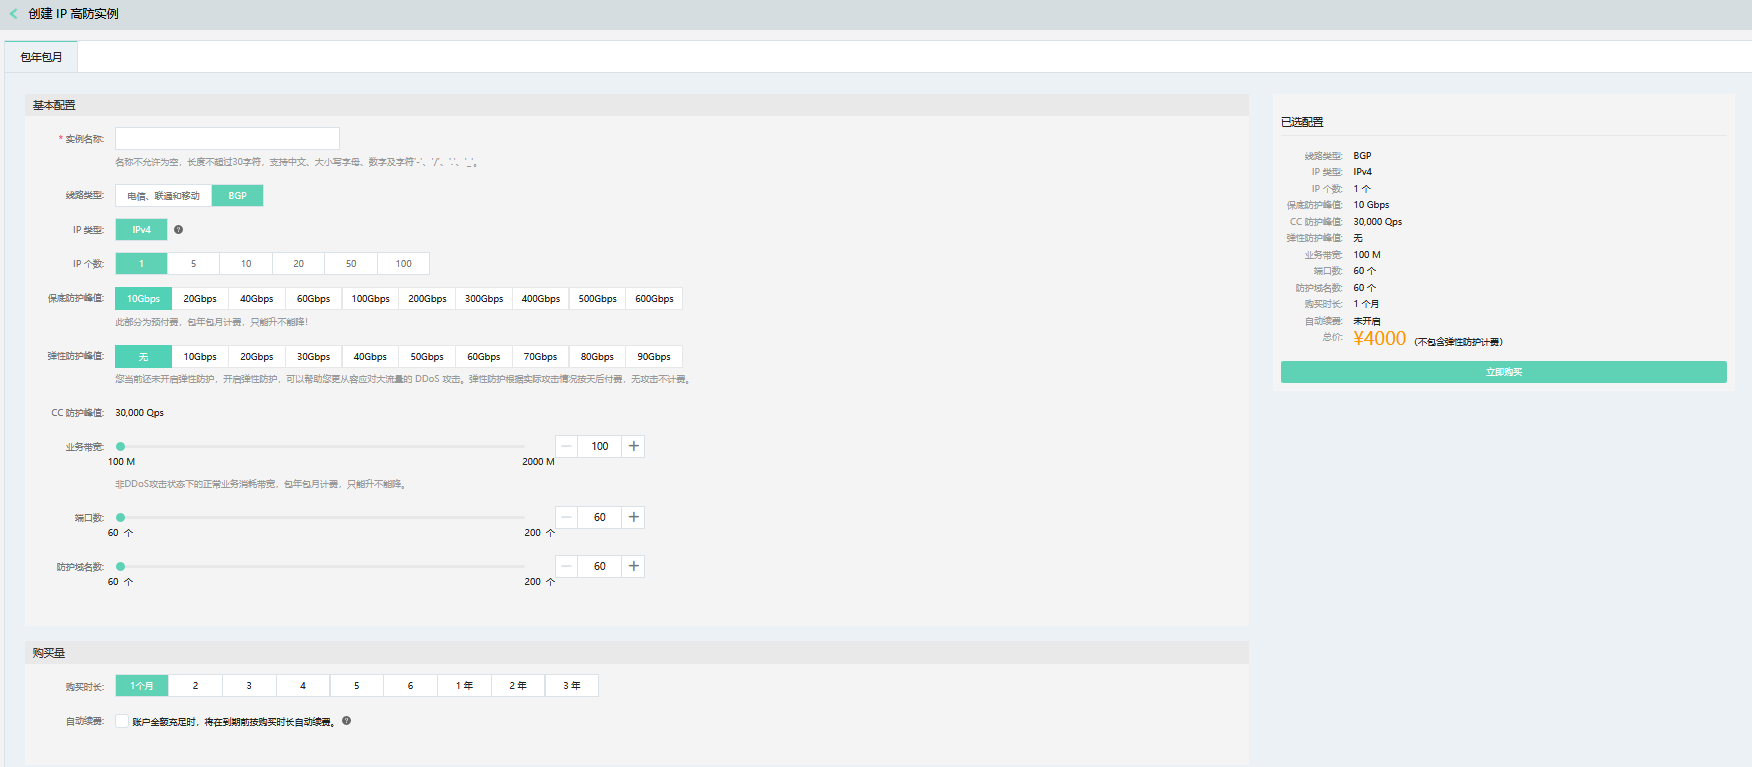 创建 IP 高防实例
包年包月
基本配置
* 实例名称:
名称不允许为空，长度不超过30字符，支持中文、大小写字母、数字及字符'-'、'/'、'.'、'_'。
线路类型: 电信、联通和移动 BGP
IP 类型: IPv4
IP 个数: 1 5 10 20 50 100
保底防护峰值: 10Gbps 20Gbps 40Gbps 60Gbps 100Gbps 200Gbps 300Gbps 400Gbps 500Gbps 600Gbps
此部分为预付费，包年包月计费，只能升不能降！
弹性防护峰值: 无 10Gbps 20Gbps 30Gbps 40Gbps 50Gbps 60Gbps 70Gbps 80Gbps 90Gbps
您当前还未开启弹性防护，开启弹性防护，可以帮助您更从容应对大流量的 DDoS 攻击。弹性防护根据实际攻击情况按天后付费，无攻击不计费。
CC 防护峰值: 30,000 Qps
业务带宽: 100
100 M 2000 M
非DDoS攻击状态下的正常业务消耗带宽，包年包月计费，只能升不能降。
端口数: 60
60 个 200 个
防护域名数: 60
60 个 200 个
购买量
购买时长: 1个月 2 3 4 5 6 1 年 2 年 3 年
自动续费: 账户金额充足时，将在到期前按购买时长自动续费。
已选配置
线路类型: BGP
IP 类型: IPv4
IP 个数: 1 个
保底防护峰值: 10 Gbps
CC 防护峰值: 30,000 Qps
弹性防护峰值: 无
业务带宽: 100 M
端口数: 60 个
防护域名数: 60 个
购买时长: 1 个月
自动续费: 未开启
总价: ¥4000 (不包含弹性防护计费)
立即购买